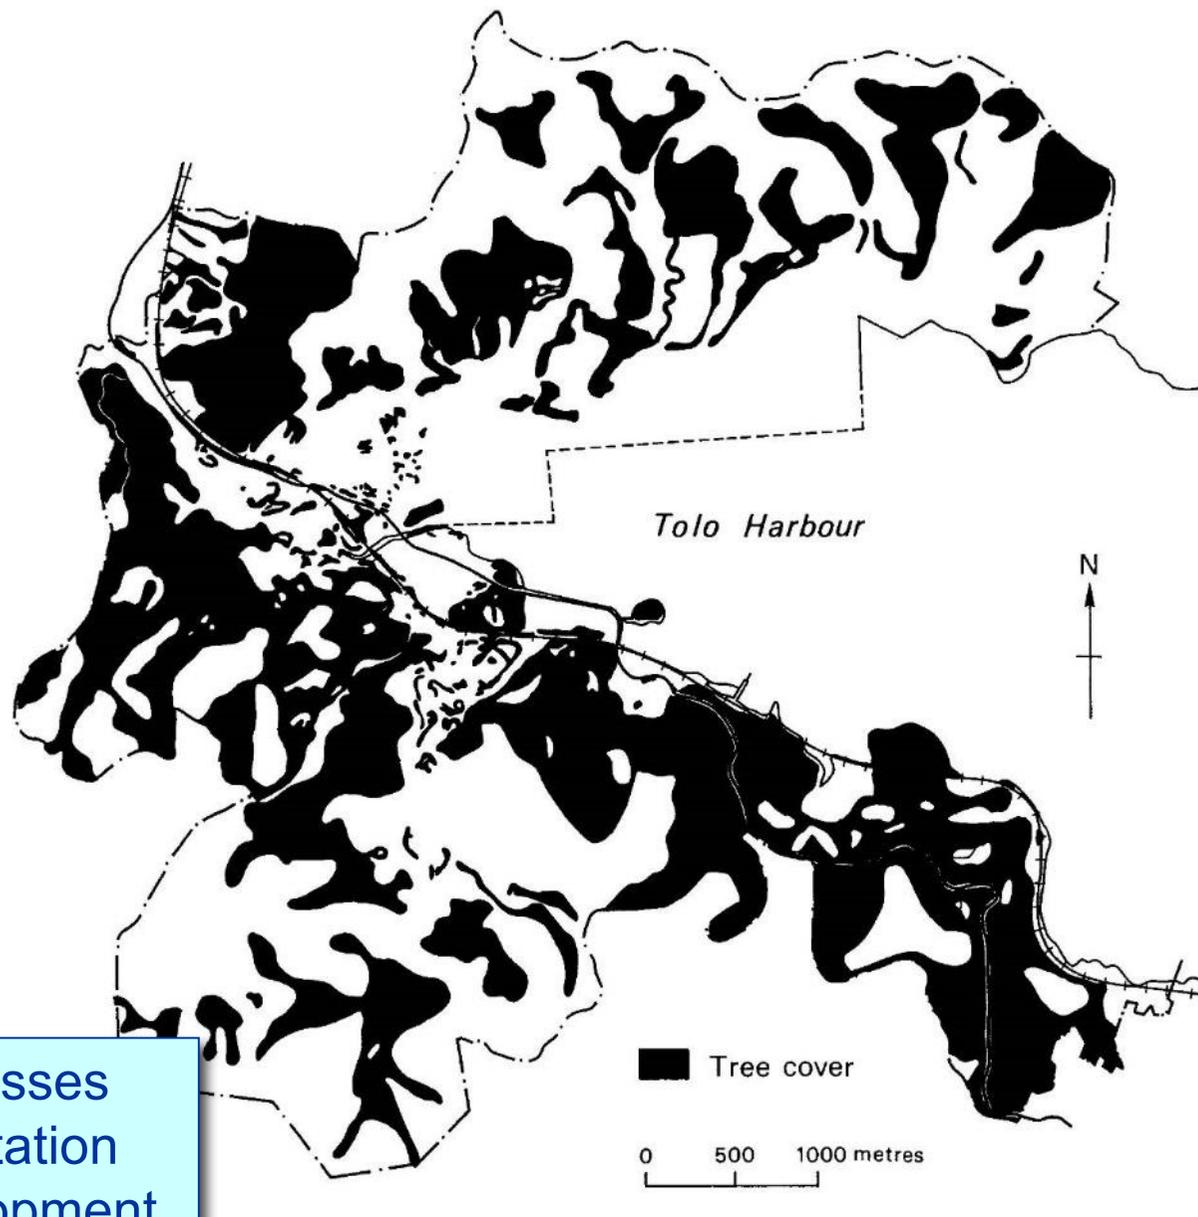 Tolo Harbour
N
Tree cover
0 500 1000 metres
sses
tation
opment